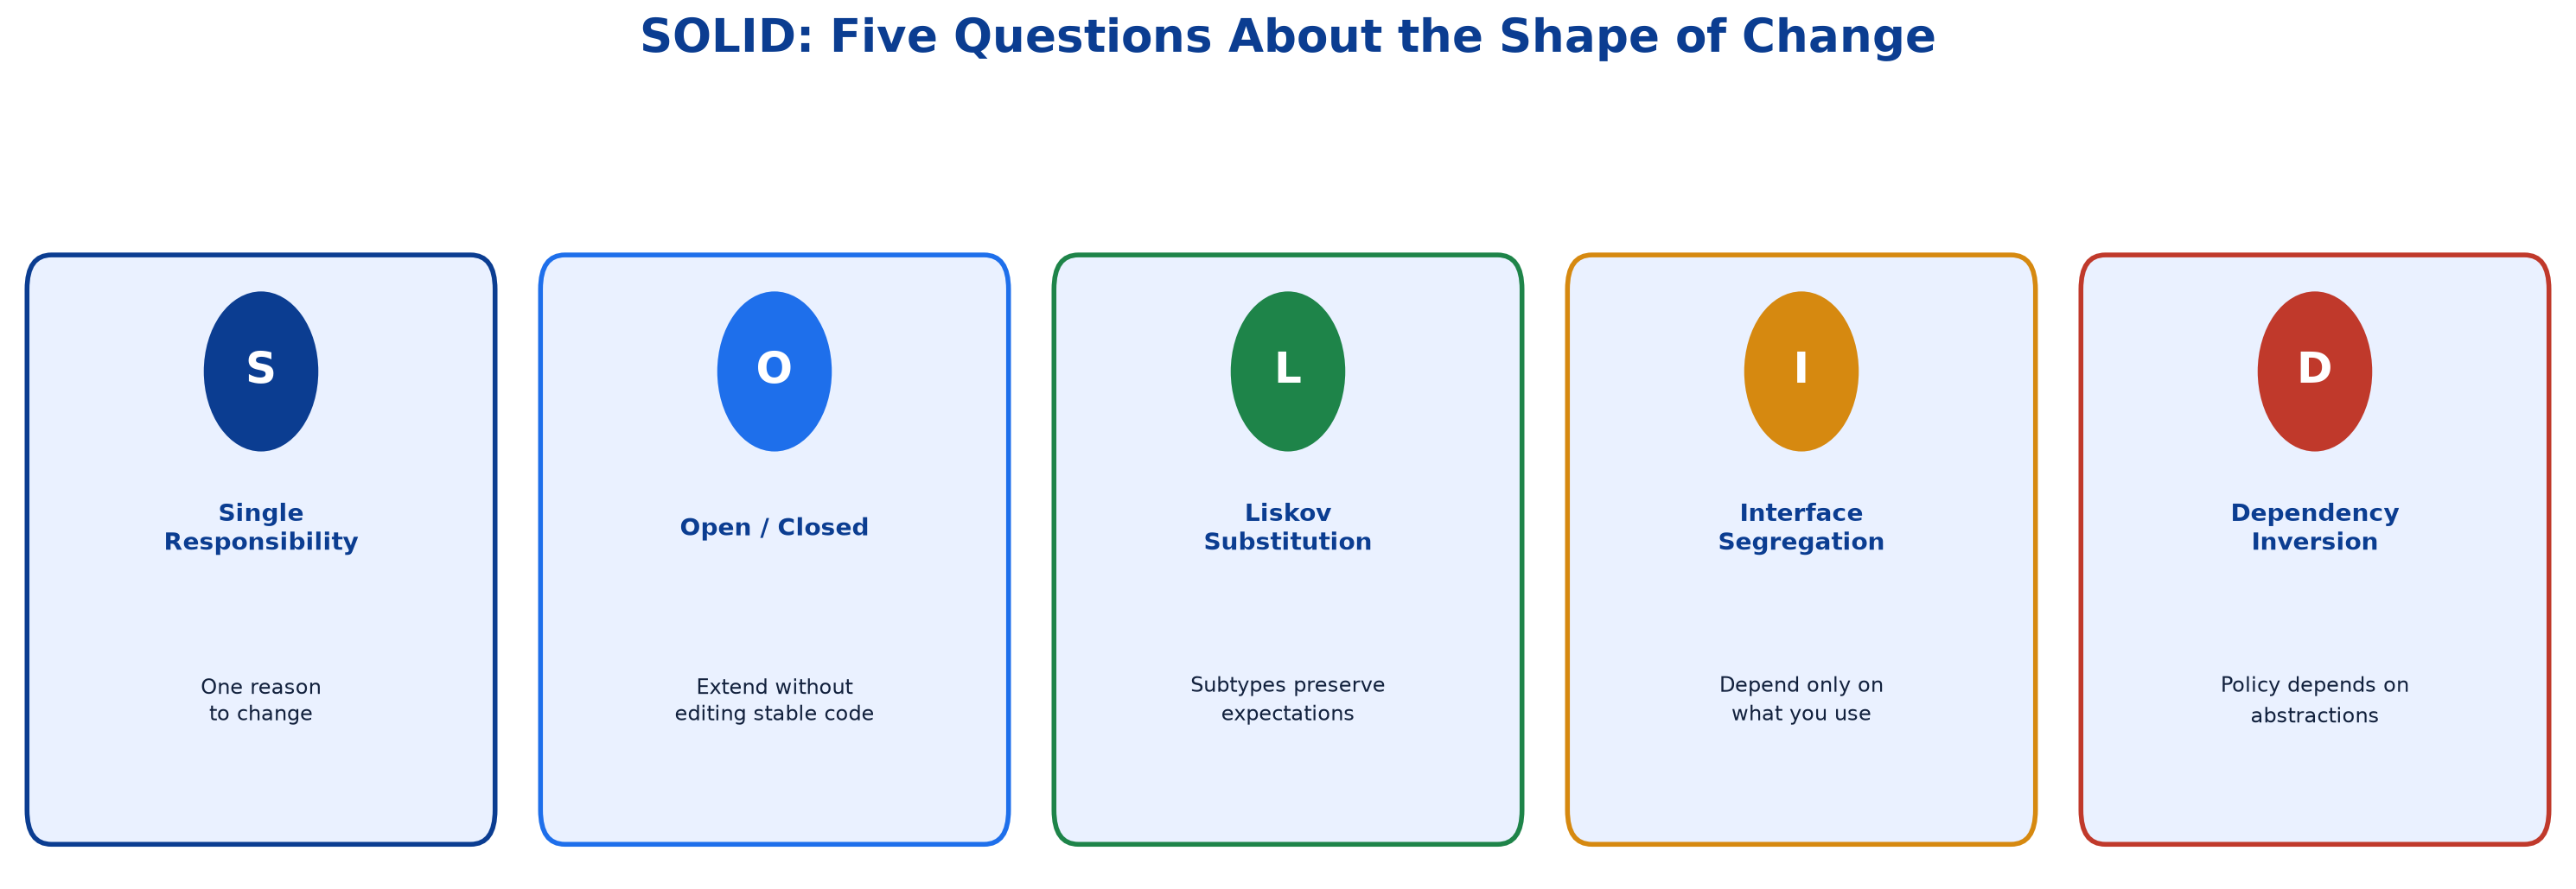 SOLID: Five Questions About the Shape of Change
S
Single
Responsibility
One reason
to change
O
Open / Closed
Extend without
editing stable code
L
Liskov
Substitution
Subtypes preserve
expectations
I
Interface
Segregation
Depend only on
what you use
D
Dependency
Inversion
Policy depends on
abstractions